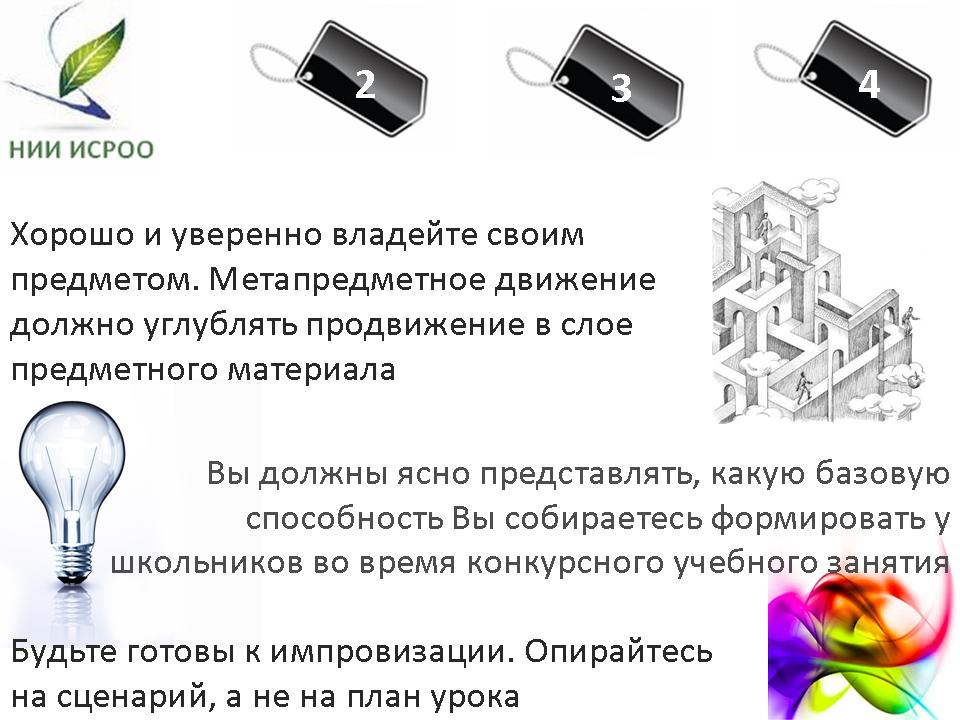 2
3
4
НИИ ИСРОО
Хорошо и уверенно владейте своим
предметом. Метапредметное движение
должно углублять продвижение в слое
предметного материала
Вы должны ясно представлять, какую базовую
способность Вы собираетесь формировать у
школьников во время конкурсного учебного занятия
Будьте готовы к импровизации. Опирайтесь
на сценарий, а не на план урока